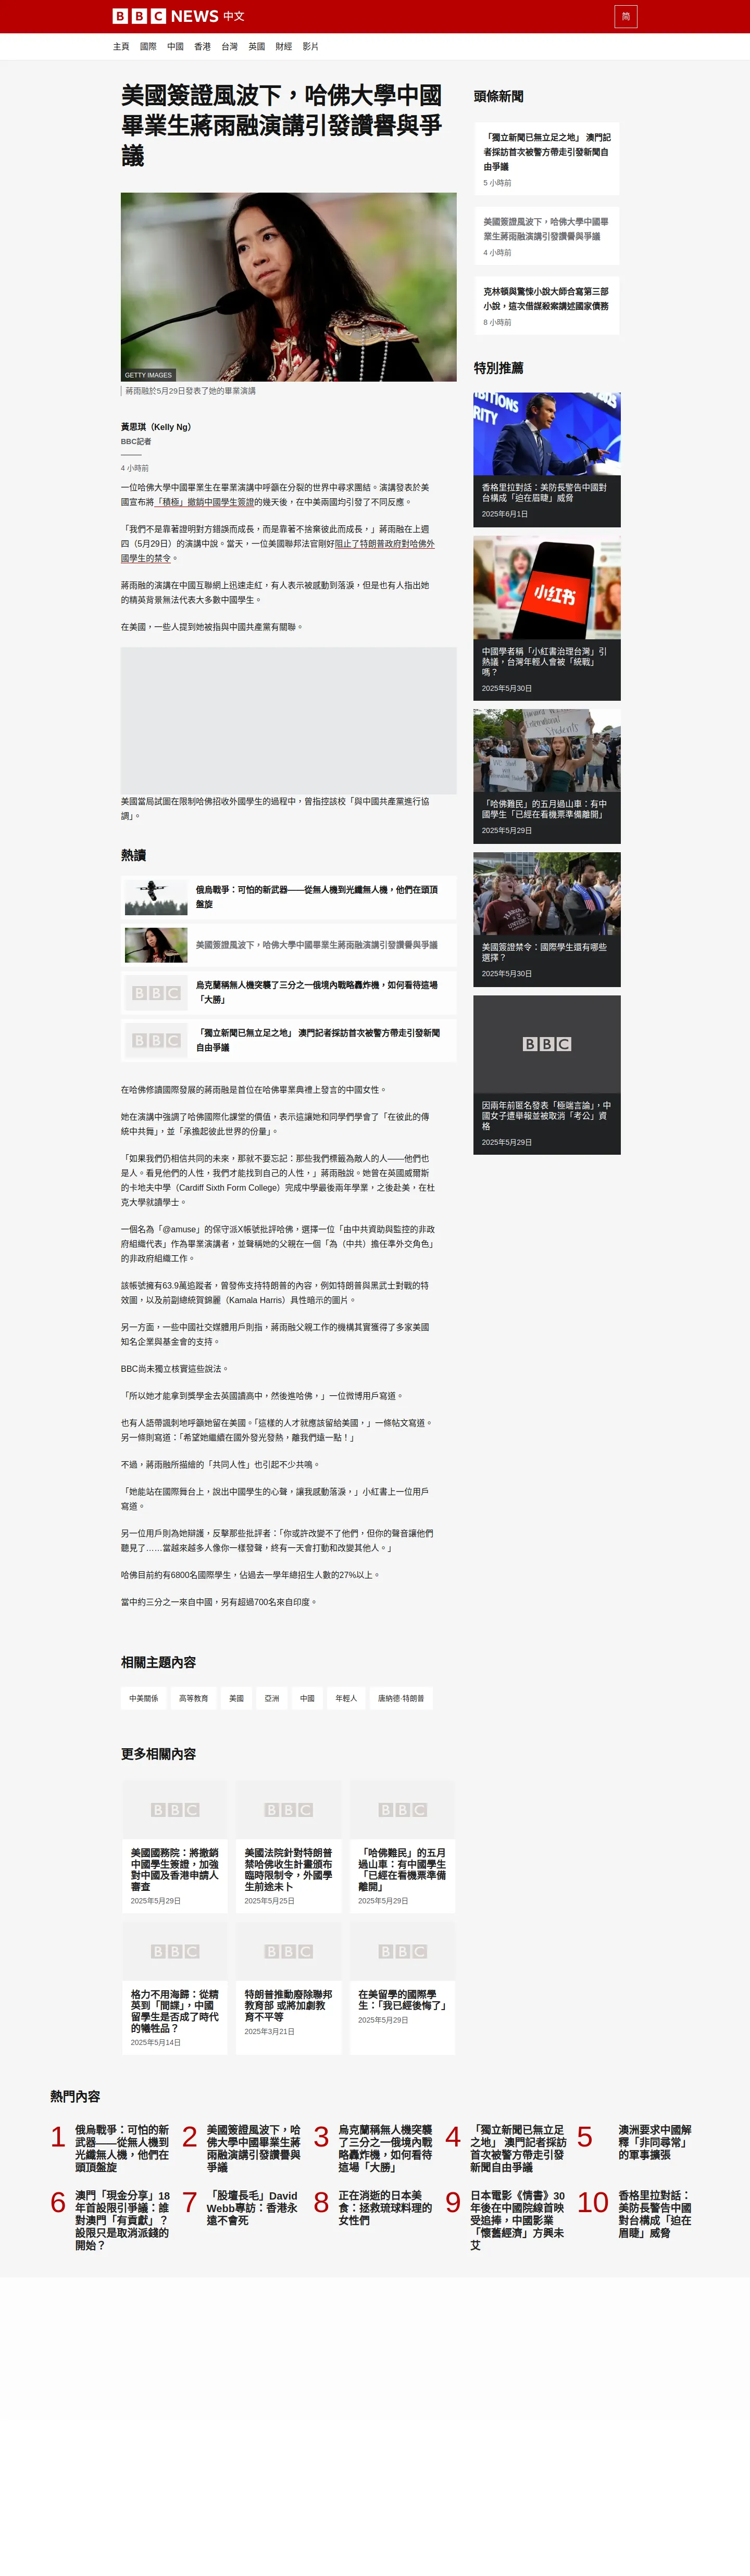 BBC NEWS 中文
简
主頁 國際 中國 香港 台灣 英國 財經 影片
美國簽證風波下，哈佛大學中國
畢業生蔣雨融演講引發讚譽與爭
議
GETTY IMAGES
蔣雨融於5月29日發表了她的畢業演講
黃思琪（Kelly Ng）
BBC記者
4 小時前
一位哈佛大學中國畢業生在畢業演講中呼籲在分裂的世界中尋求團結。演講發表於美
國宣布將「積極」撤銷中國學生簽證的幾天後，在中美兩國均引發了不同反應。
「我們不是靠著證明對方錯誤而成長，而是靠著不捨棄彼此而成長，」蔣雨融在上週
四（5月29日）的演講中說。當天，一位美國聯邦法官剛好阻止了特朗普政府對哈佛外
國學生的禁令。
蔣雨融的演講在中國互聯網上迅速走紅，有人表示被感動到落淚，但是也有人指出她
的精英背景無法代表大多數中國學生。
在美國，一些人提到她被指與中國共產黨有關聯。
美國當局試圖在限制哈佛招收外國學生的過程中，曾指控該校「與中國共產黨進行協
調」。
熱讀
俄烏戰爭：可怕的新武器——從無人機到光纖無人機，他們在頭頂
盤旋
美國簽證風波下，哈佛大學中國畢業生蔣雨融演講引發讚譽與爭議
BBC
烏克蘭稱無人機突襲了三分之一俄境內戰略轟炸機，如何看待這場
「大勝」
BBC
「獨立新聞已無立足之地」 澳門記者採訪首次被警方帶走引發新聞
自由爭議
在哈佛修讀國際發展的蔣雨融是首位在哈佛畢業典禮上發言的中國女性。
她在演講中強調了哈佛國際化課堂的價值，表示這讓她和同學們學會了「在彼此的傳
統中共舞」，並「承擔起彼此世界的份量」。
「如果我們仍相信共同的未來，那就不要忘記：那些我們標籤為敵人的人——他們也
是人。看見他們的人性，我們才能找到自己的人性，」蔣雨融說。她曾在英國威爾斯
的卡地夫中學（Cardiff Sixth Form College）完成中學最後兩年學業，之後赴美，在杜
克大學就讀學士。
一個名為「@amuse」的保守派X帳號批評哈佛，選擇一位「由中共資助與監控的非政
府組織代表」作為畢業演講者，並聲稱她的父親在一個「為（中共）擔任準外交角色」
的非政府組織工作。
該帳號擁有63.9萬追蹤者，曾發佈支持特朗普的內容，例如特朗普與黑武士對戰的特
效圖，以及前副總統賀錦麗（Kamala Harris）具性暗示的圖片。
另一方面，一些中國社交媒體用戶則指，蔣雨融父親工作的機構其實獲得了多家美國
知名企業與基金會的支持。
BBC尚未獨立核實這些說法。
「所以她才能拿到獎學金去英國讀高中，然後進哈佛，」一位微博用戶寫道。
也有人語帶諷刺地呼籲她留在美國。「這樣的人才就應該留給美國，」一條帖文寫道。
另一條則寫道：「希望她繼續在國外發光發熱，離我們遠一點！」
不過，蔣雨融所描繪的「共同人性」也引起不少共鳴。
「她能站在國際舞台上，說出中國學生的心聲，讓我感動落淚，」小紅書上一位用戶
寫道。
另一位用戶則為她辯護，反擊那些批評者：「你或許改變不了他們，但你的聲音讓他們
聽見了……當越來越多人像你一樣發聲，終有一天會打動和改變其他人。」
哈佛目前約有6800名國際學生，佔過去一學年總招生人數的27%以上。
當中約三分之一來自中國，另有超過700名來自印度。
相關主題內容
中美關係 高等教育 美國 亞洲 中國 年輕人 唐納德·特朗普
更多相關內容
BBC
美國國務院：將撤銷
中國學生簽證，加強
對中國及香港申請人
審查
2025年5月29日
BBC
美國法院針對特朗普
禁哈佛收生計畫頒布
臨時限制令，外國學
生前途未卜
2025年5月25日
BBC
「哈佛難民」的五月
過山車：有中國學生
「已經在看機票準備
離開」
2025年5月29日
BBC
格力不用海歸：從精
英到「間諜」，中國
留學生是否成了時代
的犧牲品？
2025年5月14日
BBC
特朗普推動廢除聯邦
教育部 或將加劇教
育不平等
2025年3月21日
BBC
在美留學的國際學
生：「我已經後悔了」
2025年5月29日
頭條新聞
「獨立新聞已無立足之地」 澳門記
者採訪首次被警方帶走引發新聞自
由爭議
5 小時前
美國簽證風波下，哈佛大學中國畢
業生蔣雨融演講引發讚譽與爭議
4 小時前
克林頓與驚悚小說大師合寫第三部
小說，這次借謀殺案講述國家債務
8 小時前
特別推薦
香格里拉對話：美防長警告中國對
台構成「迫在眉睫」威脅
2025年6月1日
小红书
中國學者稱「小紅書治理台灣」引
熱議，台灣年輕人會被「統戰」
嗎？
2025年5月30日
「哈佛難民」的五月過山車：有中
國學生「已經在看機票準備離開」
2025年5月29日
美國簽證禁令：國際學生還有哪些
選擇？
2025年5月30日
BBC
因兩年前匿名發表「極端言論」，中
國女子遭舉報並被取消「考公」資
格
2025年5月29日
熱門內容
1 俄烏戰爭：可怕的新
武器——從無人機到
光纖無人機，他們在
頭頂盤旋
2 美國簽證風波下，哈
佛大學中國畢業生蔣
雨融演講引發讚譽與
爭議
3 烏克蘭稱無人機突襲
了三分之一俄境內戰
略轟炸機，如何看待
這場「大勝」
4 「獨立新聞已無立足
之地」 澳門記者採訪
首次被警方帶走引發
新聞自由爭議
5 澳洲要求中國解
釋「非同尋常」
的軍事擴張
6 澳門「現金分享」18
年首設限引爭議：誰
對澳門「有貢獻」？
設限只是取消派錢的
開始？
7 「股壇長毛」David
Webb專訪：香港永
遠不會死
8 正在消逝的日本美
食：拯救琉球料理的
女性們
9 日本電影《情書》30
年後在中國院線首映
受追捧，中國影業
「懷舊經濟」方興未
艾
10 香格里拉對話：
美防長警告中國
對台構成「迫在
眉睫」威脅